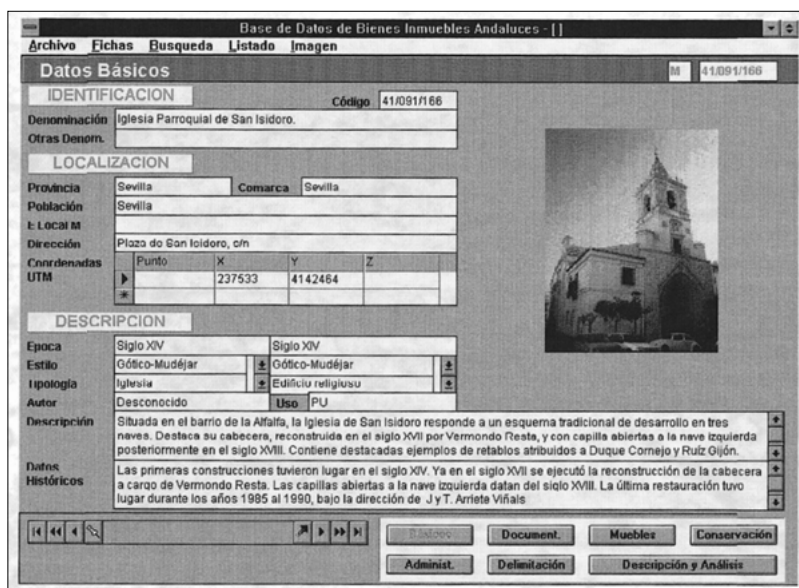 Base de Datos de Bienes Inmuebles Andaluces - [ ]
Archivo Fichas Busqueda Listado Imagen
Datos Básicos M 41/091/166
IDENTIFICACION
Código 41/091/166
Denominación Iglesia Parroquial de San Isidoro.
Otras Denom.
LOCALIZACION
Provincia Sevilla Comarca Sevilla
Población Sevilla
E Local M
Dirección Plaza de San Isidoro, c/n
Coordenadas Punto X Y Z
UTM 237533 4142464
DESCRIPCION
Epoca Siglo XIV Siglo XIV
Estilo Gótico-Mudéjar Gótico-Mudéjar
Tipología Iglesia Edificio religioso
Autor Desconocido Uso PU
Descripción Situada en el barrio de la Alfalfa, la Iglesia de San Isidoro responde a un esquema tradicional de desarrollo en tres
naves. Destaca su cabecera, reconstruida en el siglo XVII por Vermondo Resta, y con capilla abiertas a la nave izquierda
posteriormente en el siglo XVIII. Contiene destacadas ejemplos de retablos atribuidos a Duque Cornejo y Ruíz Gijón.
Datos Las primeras construcciones tuvieron lugar en el siglo XIV. Ya en el siglo XVII se ejecutó la reconstrucción de la cabecera
Históricos a cargo de Vermondo Resta. Las capillas abiertas a la nave izquierda datan del siglo XVIII. La última restauración tuvo
lugar durante los años 1985 al 1990, bajo la dirección de J y T. Arriete Viñals
Básicos Document. Muebles Conservación
Administ. Delimitación Descripción y Análisis